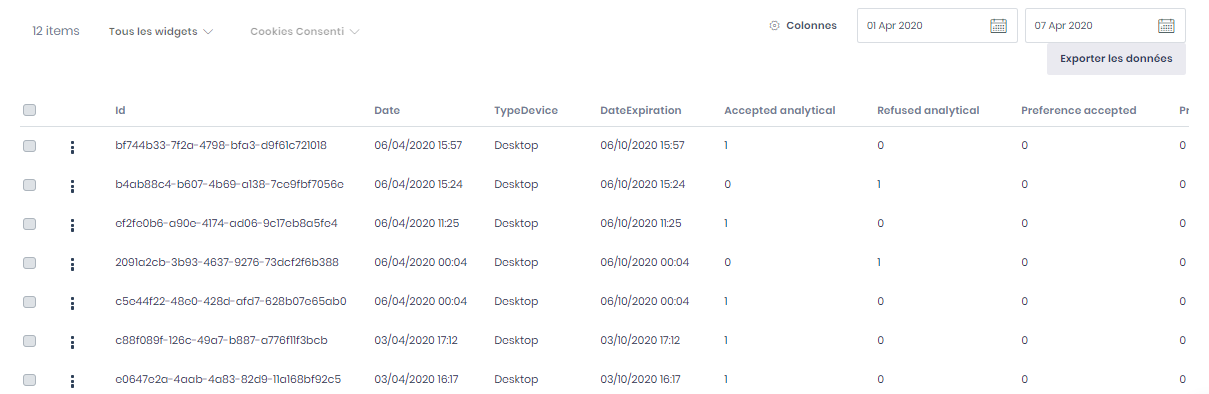 12 items Tous les widgets Cookies Consenti Colonnes 01 Apr 2020 07 Apr 2020
Exporter les données
Id Date TypeDevice DateExpiration Accepted analytical Refused analytical Preference accepted Pr
bf744b33-7f2a-4798-bfa3-d9f61c721018 06/04/2020 15:57 Desktop 06/10/2020 15:57 1 0 0 0
b4ab88c4-b607-4b69-a138-7ce9fbf7056e 06/04/2020 15:24 Desktop 06/10/2020 15:24 0 1 0 0
ef2fe0b6-a90e-4174-ad06-9c17eb8a5fe4 06/04/2020 11:25 Desktop 06/10/2020 11:25 1 0 0 0
2091a2cb-3b93-4637-9276-73dcf2f6b388 06/04/2020 00:04 Desktop 06/10/2020 00:04 0 1 0 0
c5e44f22-48e0-428d-afd7-628b07e65ab0 06/04/2020 00:04 Desktop 06/10/2020 00:04 1 0 0 0
c88f089f-126c-49a7-b887-a776f11f3bcb 03/04/2020 17:12 Desktop 03/10/2020 17:12 1 0 0 0
e0647e2a-4aab-4a83-82d9-11a168bf92c5 03/04/2020 16:17 Desktop 03/10/2020 16:17 1 0 0 0